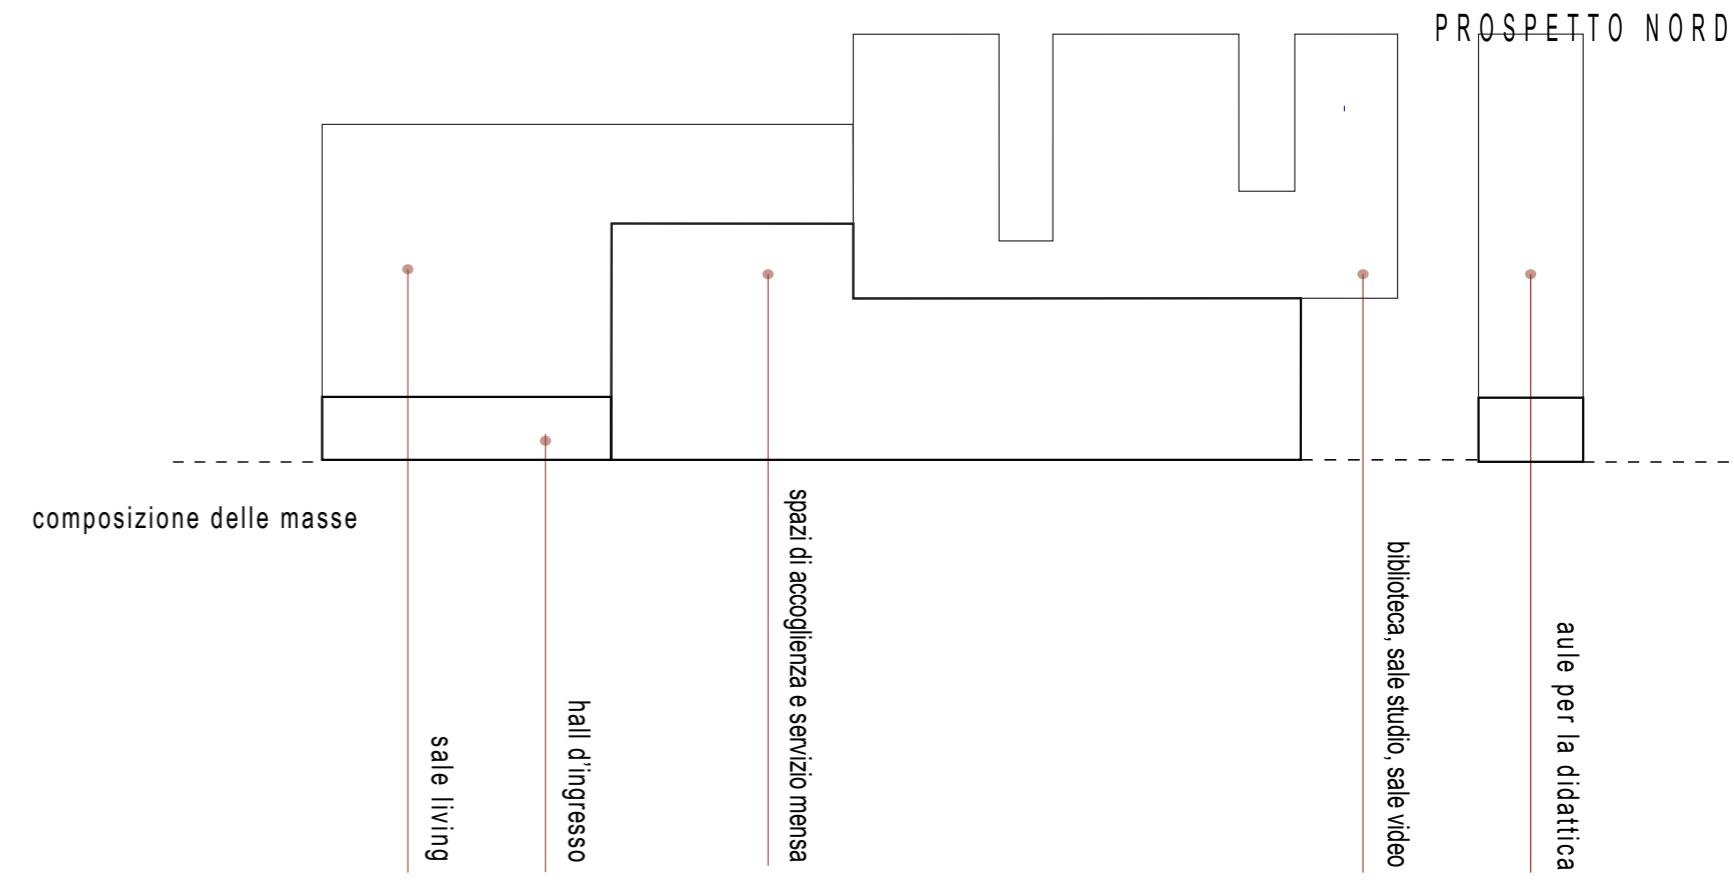 PROSPETTO NORD
composizione delle masse
sale living
hall d'ingresso
spazi di accoglienza e servizio mensa
biblioteca, sale studio, sale video
aule per la didattica